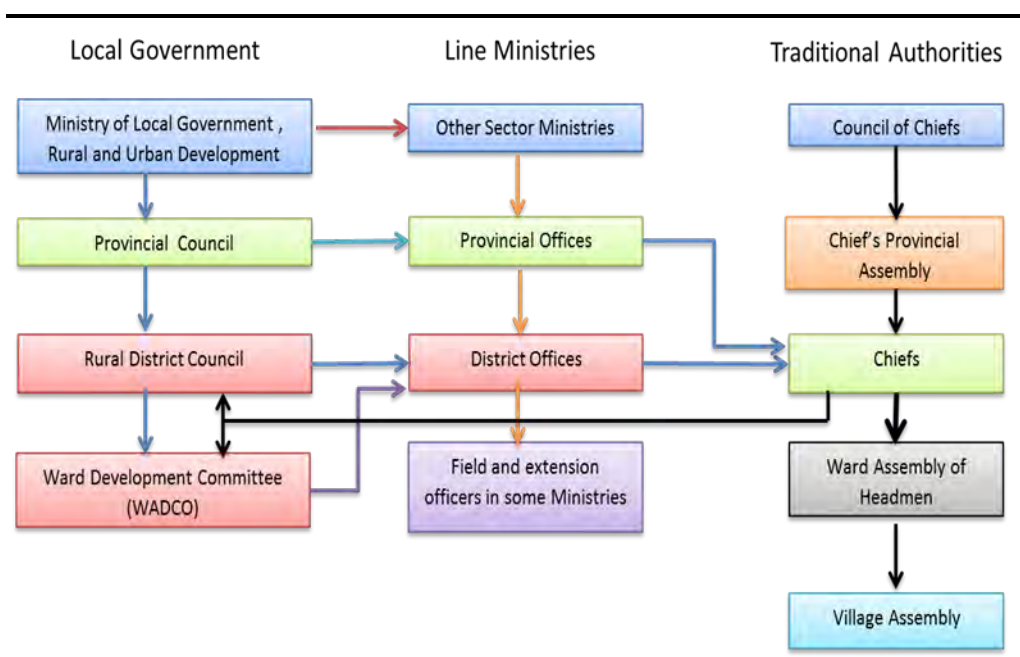 Local Government
Line Ministries
Traditional Authorities
Ministry of Local Government ,
Rural and Urban Development
Other Sector Ministries
Council of Chiefs
Provincial Council
Provincial Offices
Chief's Provincial
Assembly
Rural District Council
District Offices
Chiefs
Ward Development Committee
(WADCO)
Field and extension
officers in some Ministries
Ward Assembly of
Headmen
Village Assembly